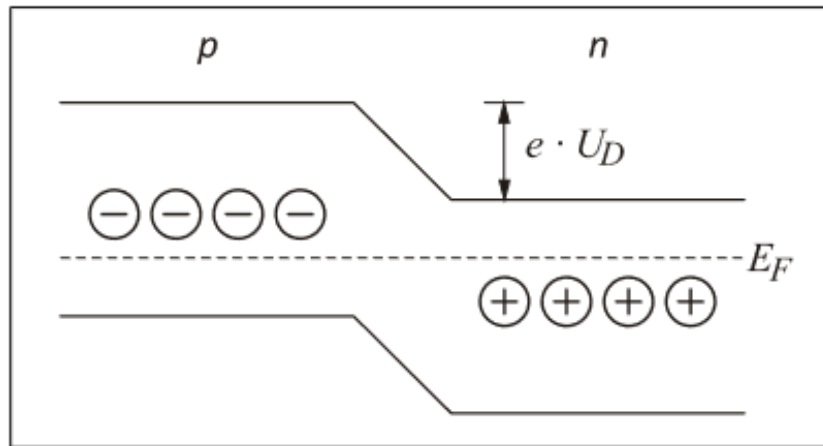 p n
e · U_D
E_F
− − − −
+ + + +